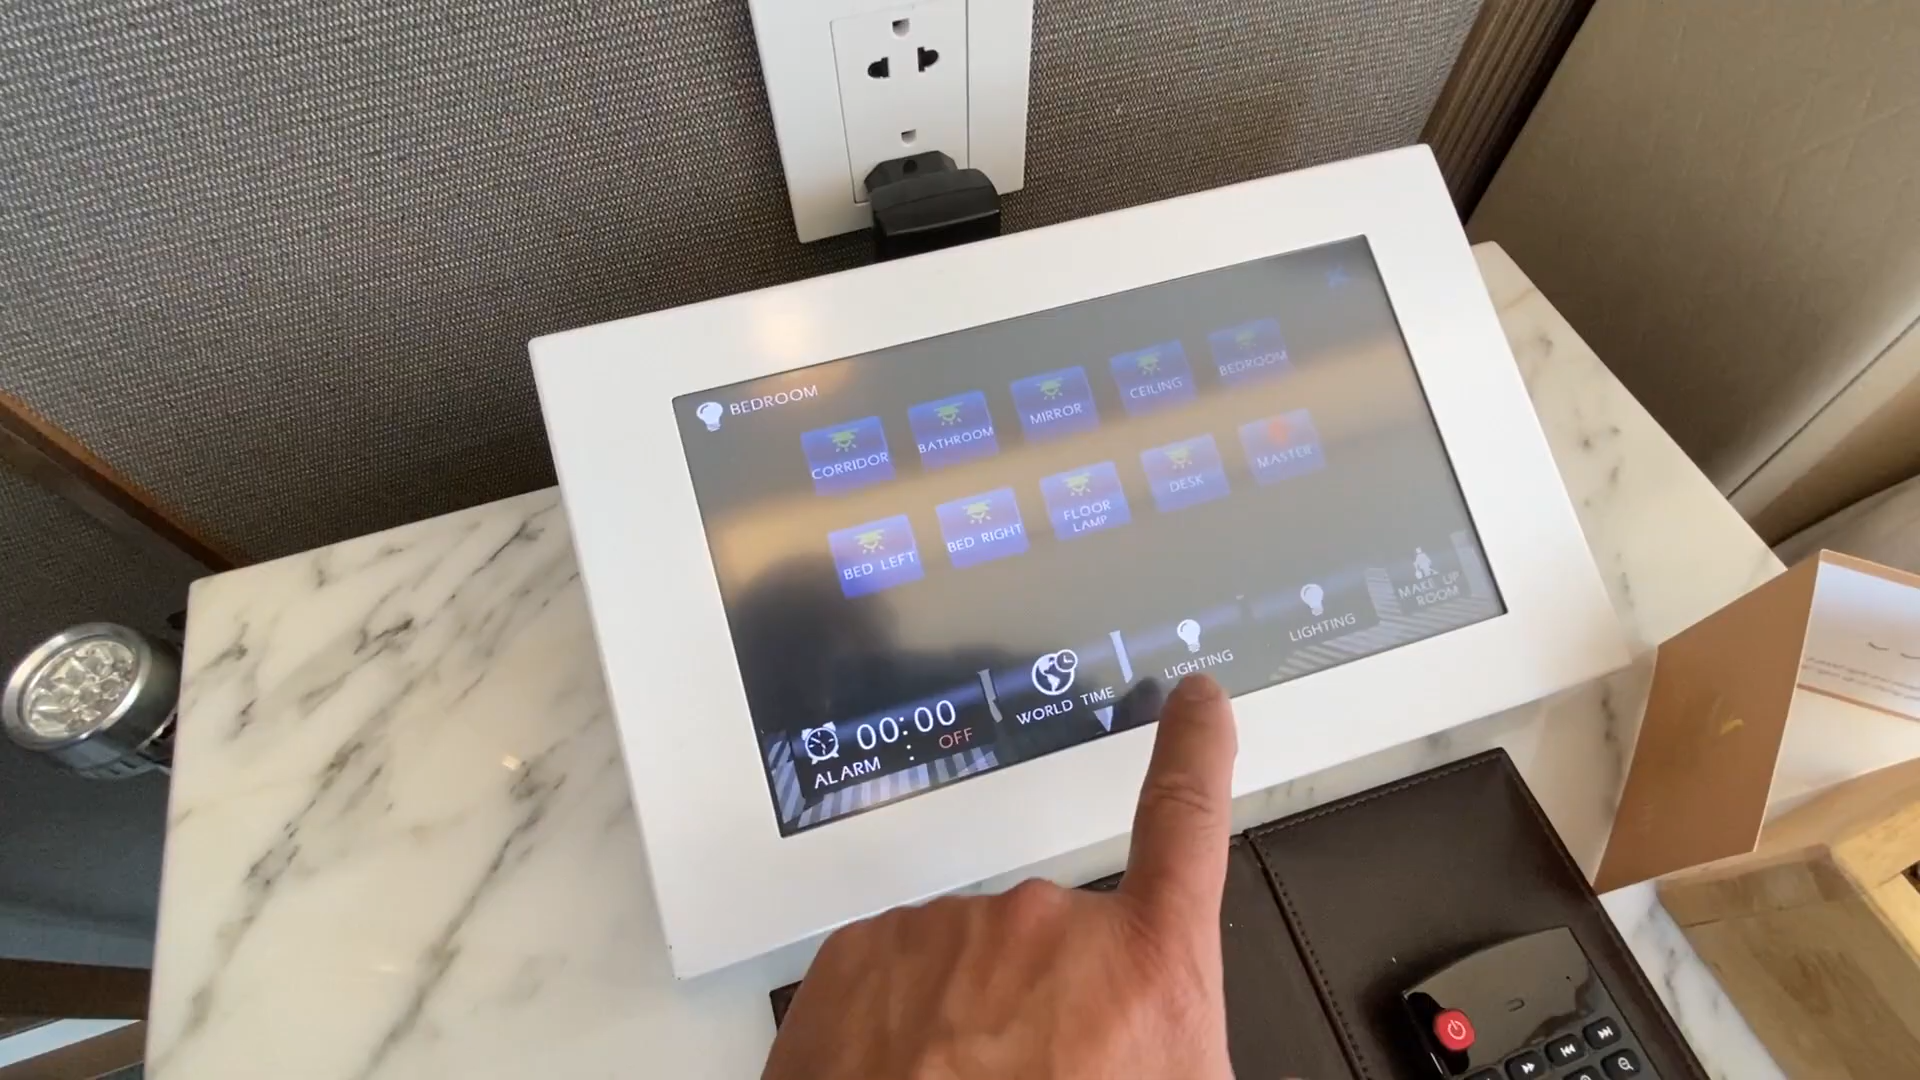 BEDROOM
CORRIDOR
BATHROOM
MIRROR
CEILING
BEDROOM
BED LEFT
BED RIGHT
FLOOR
LAMP
DESK
MASTER
00:00
OFF
ALARM :
WORLD TIME
LIGHTING
LIGHTING
MAKE UP
ROOM